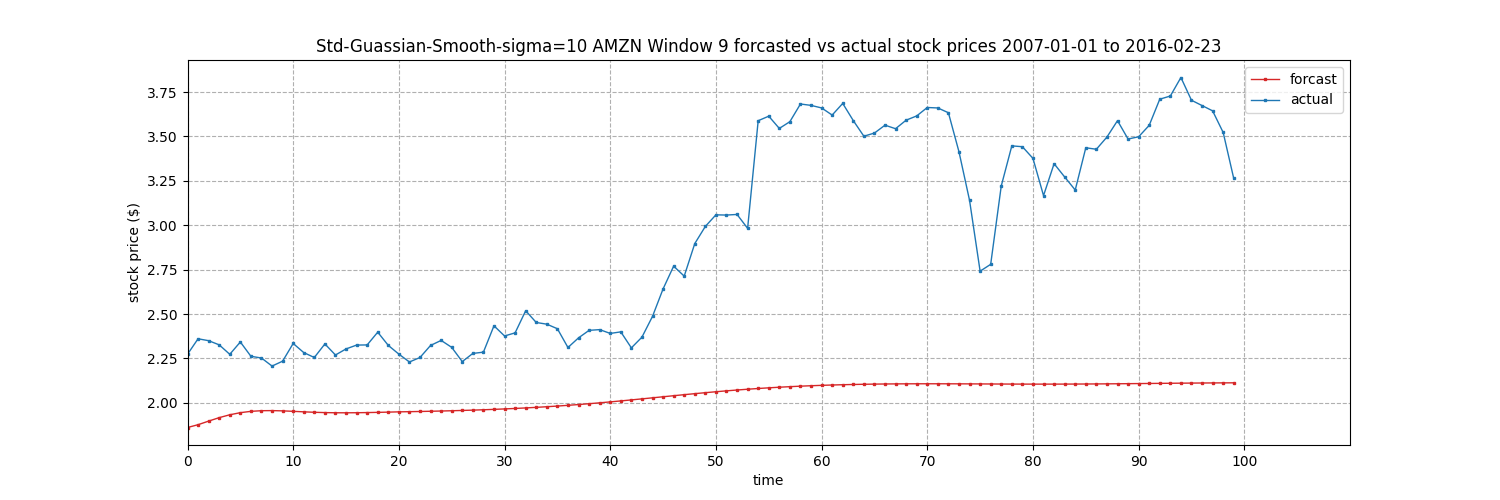 Std-Guassian-Smooth-sigma=10 AMZN Window 9 forcasted vs actual stock prices 2007-01-01 to 2016-02-23
forcast
actual
3.75
3.50
3.25
3.00
2.75
2.50
2.25
2.00
stock price ($)
0 10 20 30 40 50 60 70 80 90 100
time